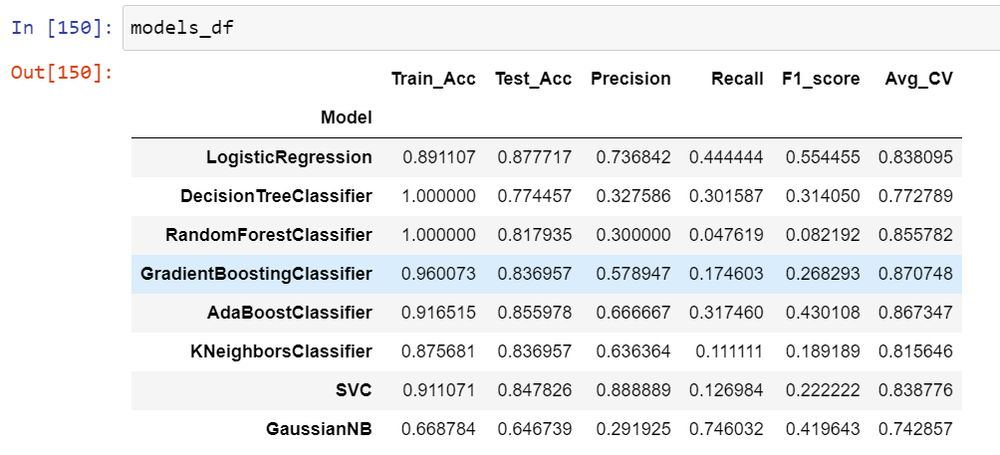 In [150]: models_df
Out[150]:
Train_Acc Test_Acc Precision Recall F1_score Avg_CV
Model
LogisticRegression 0.891107 0.877717 0.736842 0.444444 0.554455 0.838095
DecisionTreeClassifier 1.000000 0.774457 0.327586 0.301587 0.314050 0.772789
RandomForestClassifier 1.000000 0.817935 0.300000 0.047619 0.082192 0.855782
GradientBoostingClassifier 0.960073 0.836957 0.578947 0.174603 0.268293 0.870748
AdaBoostClassifier 0.916515 0.855978 0.666667 0.317460 0.430108 0.867347
KNeighborsClassifier 0.875681 0.836957 0.636364 0.111111 0.189189 0.815646
SVC 0.911071 0.847826 0.888889 0.126984 0.222222 0.838776
GaussianNB 0.668784 0.646739 0.291925 0.746032 0.419643 0.742857